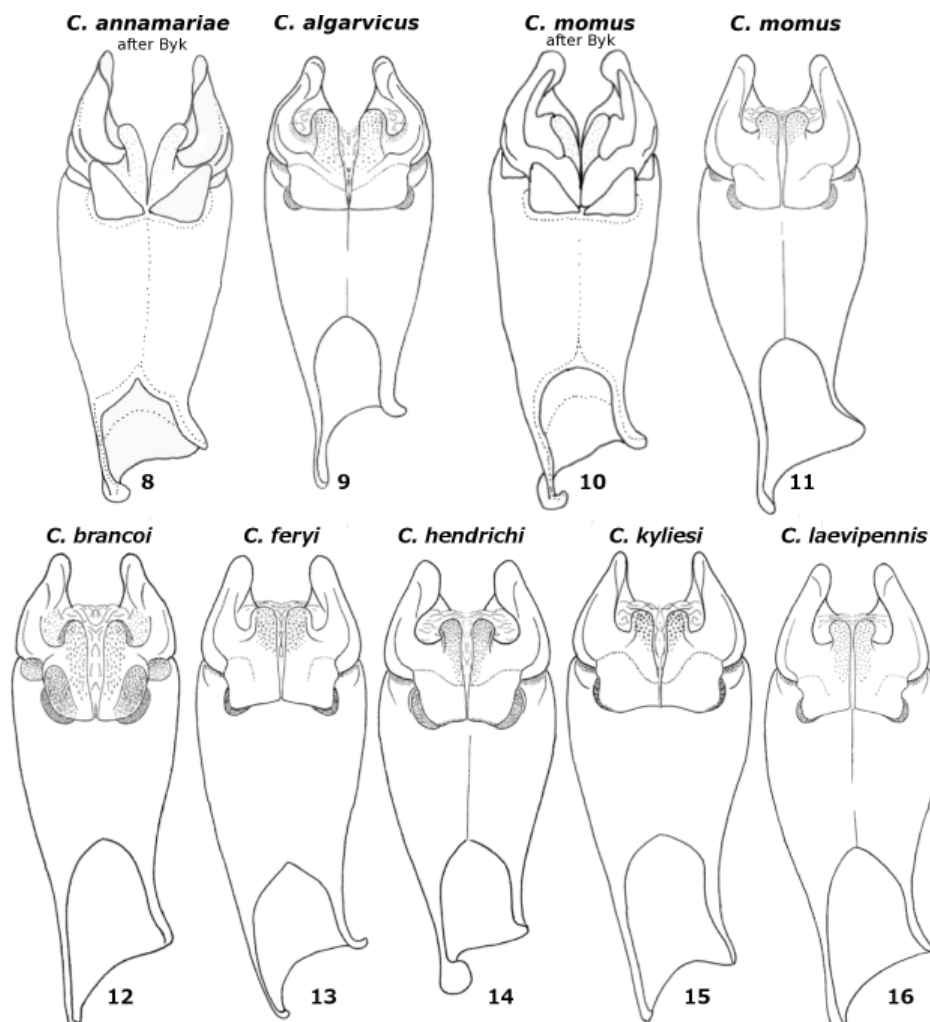 C. annamariae
after Byk
C. algarvicus
C. momus
after Byk
C. momus
8
9
10
11
C. brancoi
C. feryi
C. hendrichi
C. kyliesi
C. laevipennis
12
13
14
15
16